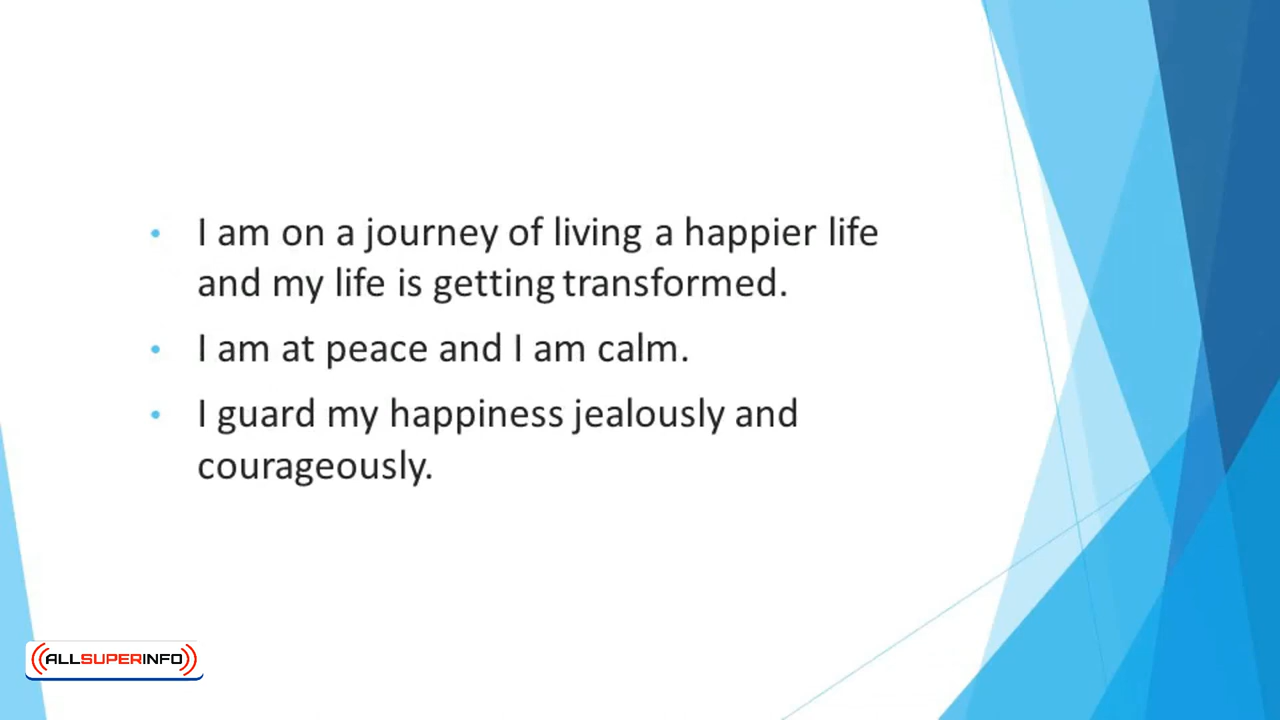 • I am on a journey of living a happier life
and my life is getting transformed.
• I am at peace and I am calm.
• I guard my happiness jealously and
courageously.
((ALLSUPERINFO))